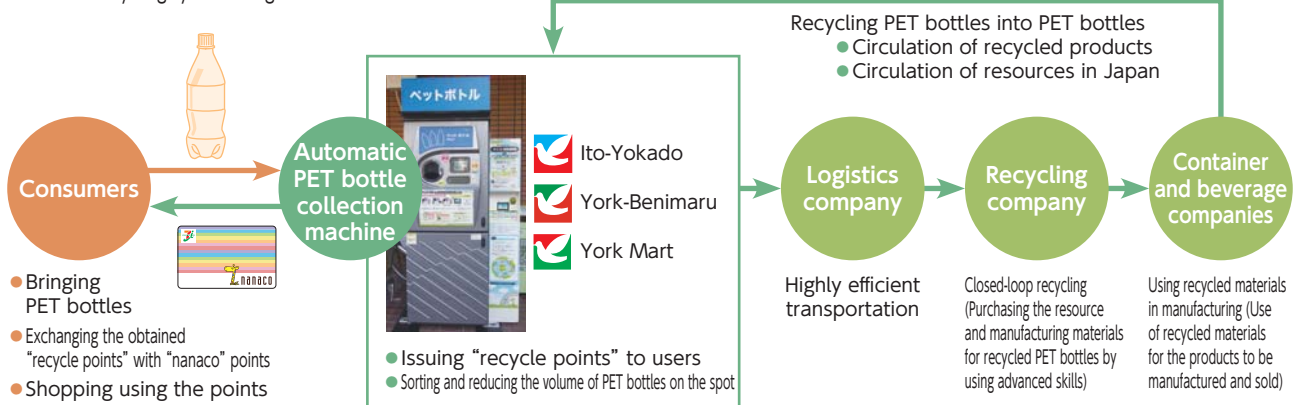 Recycling PET bottles into PET bottles
● Circulation of recycled products
● Circulation of resources in Japan
Consumers
Automatic
PET bottle
collection
machine
ペットボトル
Ito-Yokado
York-Benimaru
York Mart
Logistics
company
Recycling
company
Container
and beverage
companies
nanaco
● Bringing
PET bottles
● Exchanging the obtained
“recycle points” with “nanaco” points
● Shopping using the points
● Issuing “recycle points” to users
● Sorting and reducing the volume of PET bottles on the spot
Highly efficient
transportation
Closed-loop recycling
(Purchasing the resource
and manufacturing materials
for recycled PET bottles by
using advanced skills)
Using recycled materials
in manufacturing (Use
of recycled materials
for the products to be
manufactured and sold)